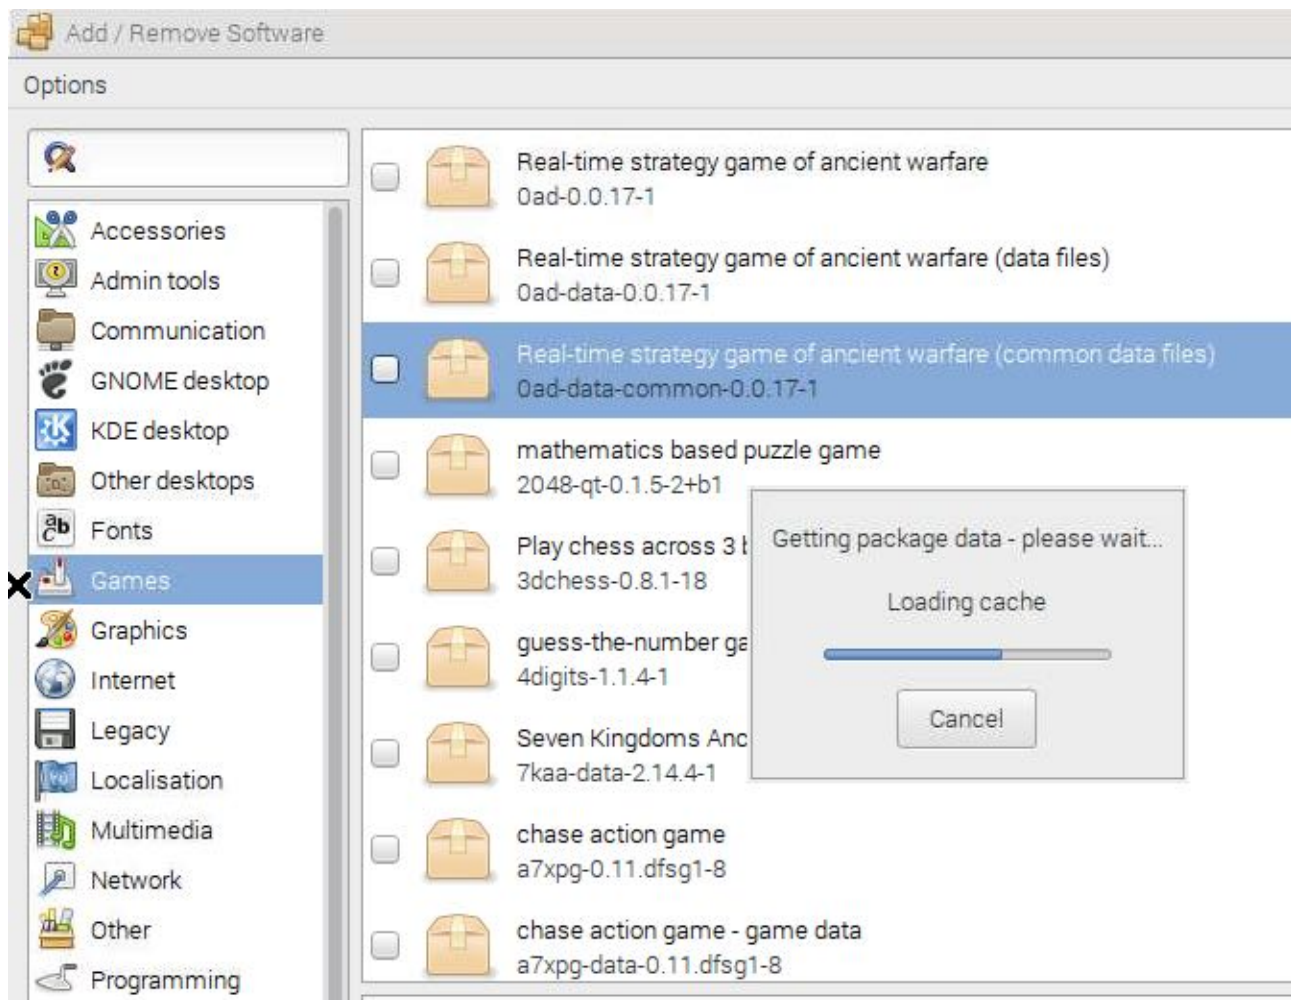 Add / Remove Software
Options
Accessories
Admin tools
Communication
GNOME desktop
KDE desktop
Other desktops
Fonts
Games
Graphics
Internet
Legacy
Localisation
Multimedia
Network
Other
Programming
Real-time strategy game of ancient warfare
0ad-0.0.17-1
Real-time strategy game of ancient warfare (data files)
0ad-data-0.0.17-1
Real-time strategy game of ancient warfare (common data files)
0ad-data-common-0.0.17-1
mathematics based puzzle game
2048-qt-0.1.5-2+b1
Play chess across 3 b
3dchess-0.8.1-18
guess-the-number ga
4digits-1.1.4-1
Seven Kingdoms Anc
7kaa-data-2.14.4-1
chase action game
a7xpg-0.11.dfsg1-8
chase action game - game data
a7xpg-data-0.11.dfsg1-8
Getting package data - please wait...
Loading cache
Cancel